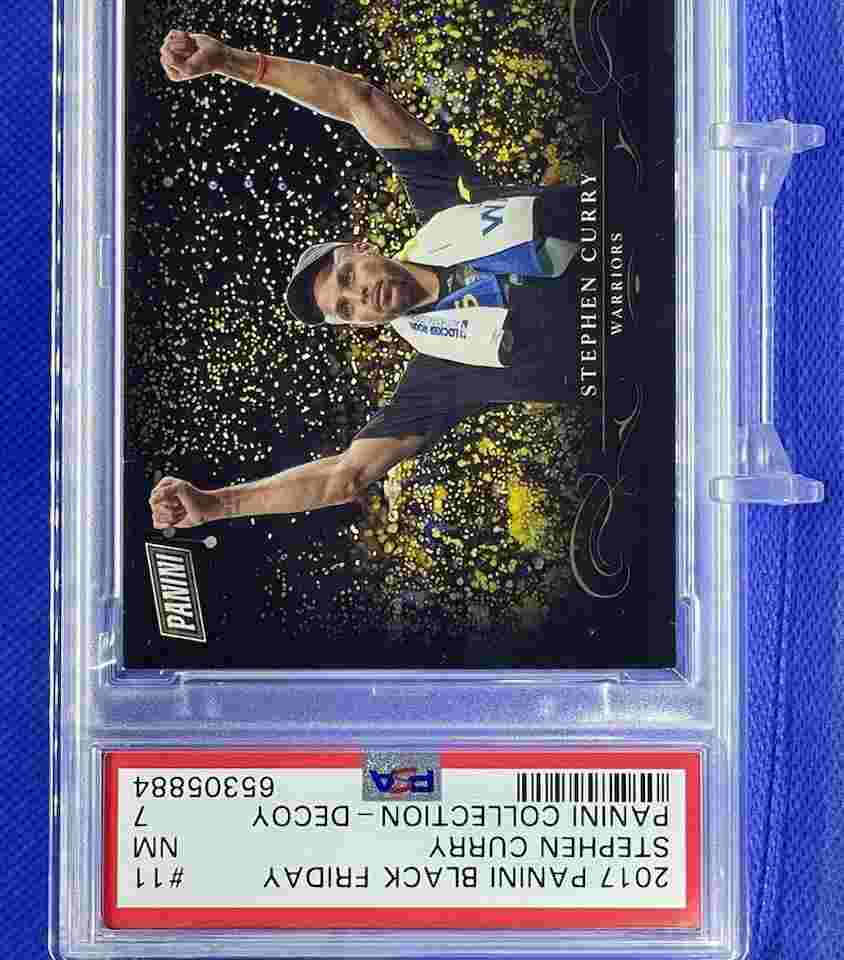 2017 PANINI BLACK FRIDAY #11
STEPHEN CURRY NM
PANINI COLLECTION - DECOY 7
PSA 65305884
PANINI
STEPHEN CURRY
WARRIORS